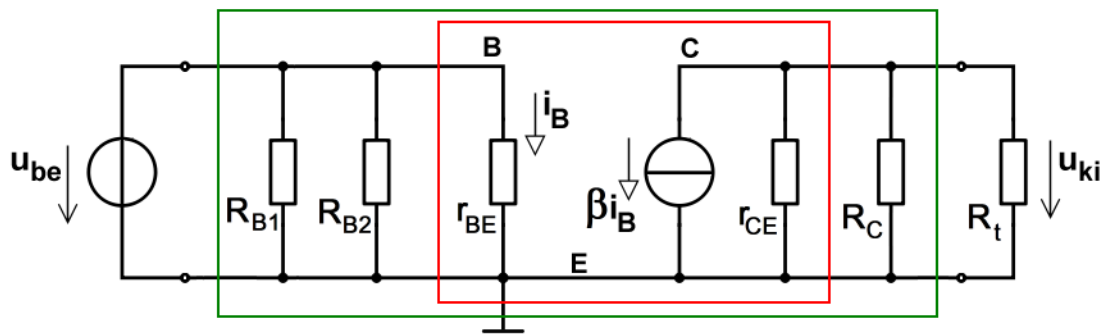 B
C
i_B
u_be
u_ki
R_B1
R_B2
r_BE
βi_B
r_CE
R_C
R_t
E